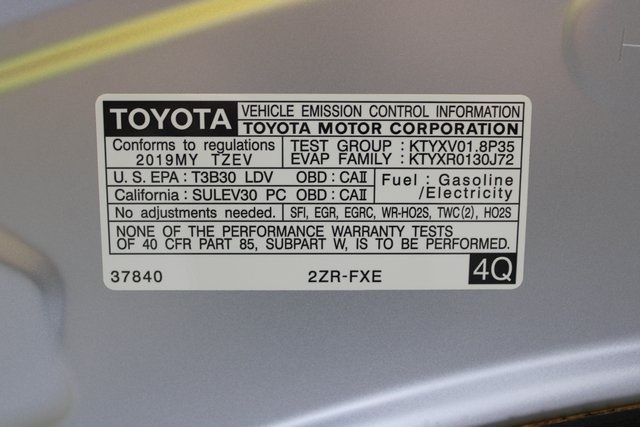 TOYOTA VEHICLE EMISSION CONTROL INFORMATION
TOYOTA MOTOR CORPORATION
Conforms to regulations
2019MY TZEV
TEST GROUP : KTYXV01.8P35
EVAP FAMILY : KTYXR0130J72
U.S. EPA : T3B30 LDV OBD : CAII
California : SULEV30 PC OBD : CAII
Fuel : Gasoline
/Electricity
No adjustments needed. SFI, EGR, EGRC, WR-HO2S, TWC(2), HO2S
NONE OF THE PERFORMANCE WARRANTY TESTS
OF 40 CFR PART 85, SUBPART W, IS TO BE PERFORMED.
37840 2ZR-FXE 4Q